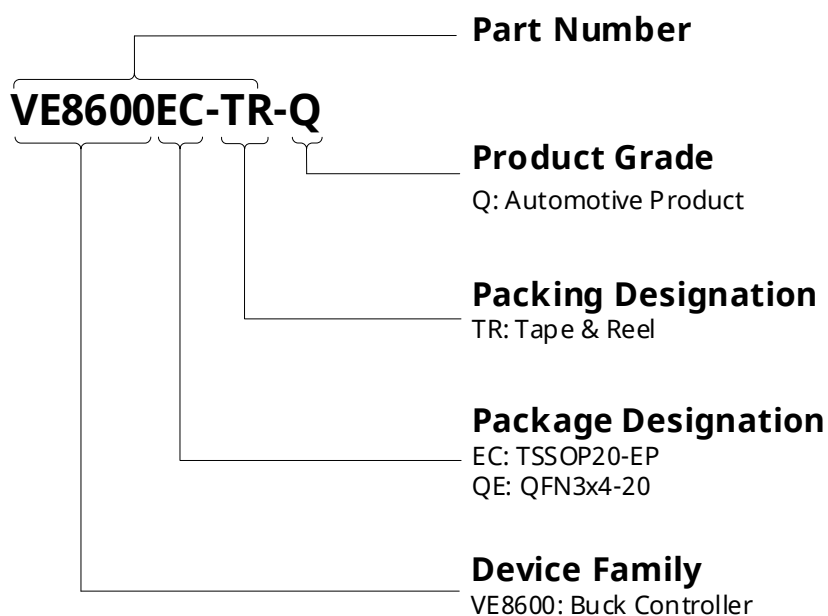 Part Number
VE8600EC-TR-Q
Product Grade
Q: Automotive Product
Packing Designation
TR: Tape & Reel
Package Designation
EC: TSSOP20-EP
QE: QFN3x4-20
Device Family
VE8600: Buck Controller